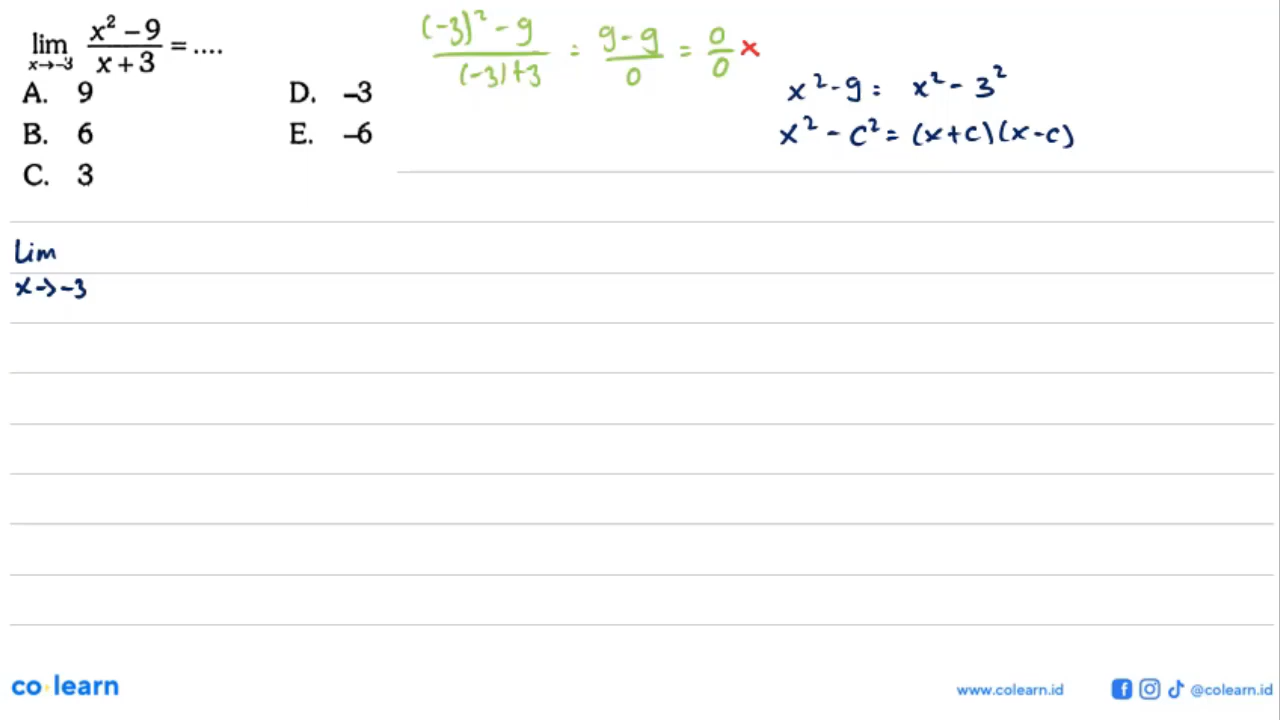 lim x→-3 (x² - 9)/(x + 3) = ....
A. 9 D. -3
B. 6 E. -6
C. 3
((-3)² - 9)/((-3) + 3) = (9 - 9)/0 = 0/0 ×
x² - 9 = x² - 3²
x² - c² = (x+c)(x-c)
Lim
x→-3
co learn
www.colearn.id @colearn.id